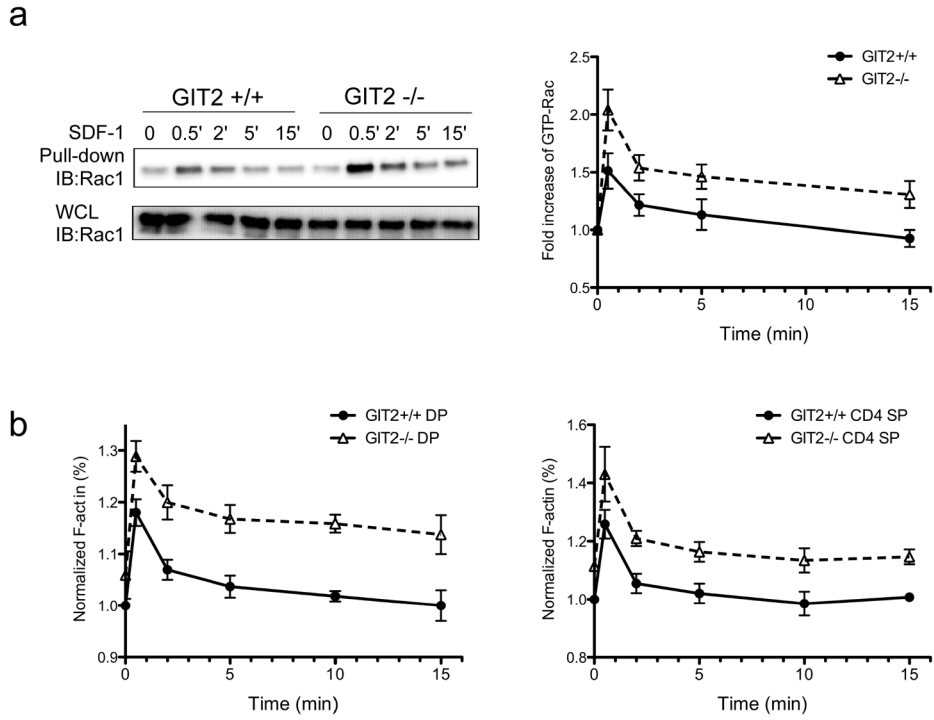 a
GIT2 +/+ GIT2 -/-
SDF-1 0 0.5' 2' 5' 15' 0 0.5' 2' 5' 15'
Pull-down
IB:Rac1
WCL
IB:Rac1
GIT2+/+
GIT2-/-
Fold increase of GTP-Rac
2.5
2.0
1.5
1.0
0.5
0 5 10 15
Time (min)
b
GIT2+/+ DP
GIT2-/- DP
Normalized F-actin (%)
1.3
1.2
1.1
1.0
0.9
0 5 10 15
Time (min)
GIT2+/+ CD4 SP
GIT2-/- CD4 SP
Normalized F-actin (%)
1.6
1.4
1.2
1.0
0.8
0 5 10 15
Time (min)